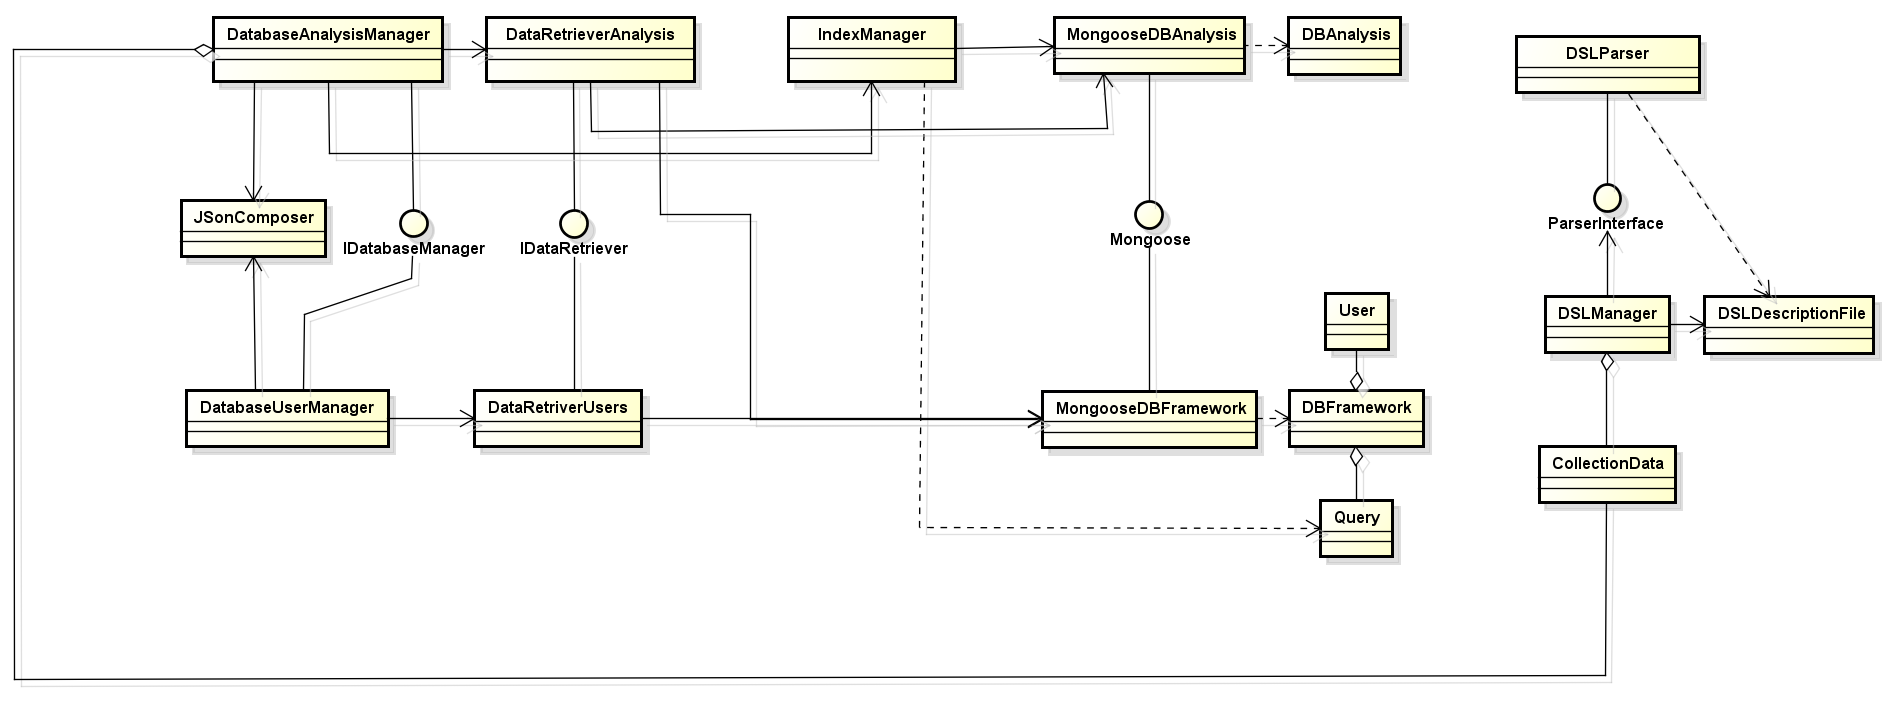 DatabaseAnalysisManager
DataRetrieverAnalysis
IndexManager
MongooseDBAnalysis
DBAnalysis
DSLParser
JSonComposer
IDatabaseManager
IDataRetriever
Mongoose
ParserInterface
User
DSLManager
DSLDescriptionFile
DatabaseUserManager
DataRetriverUsers
MongooseDBFramework
DBFramework
CollectionData
Query